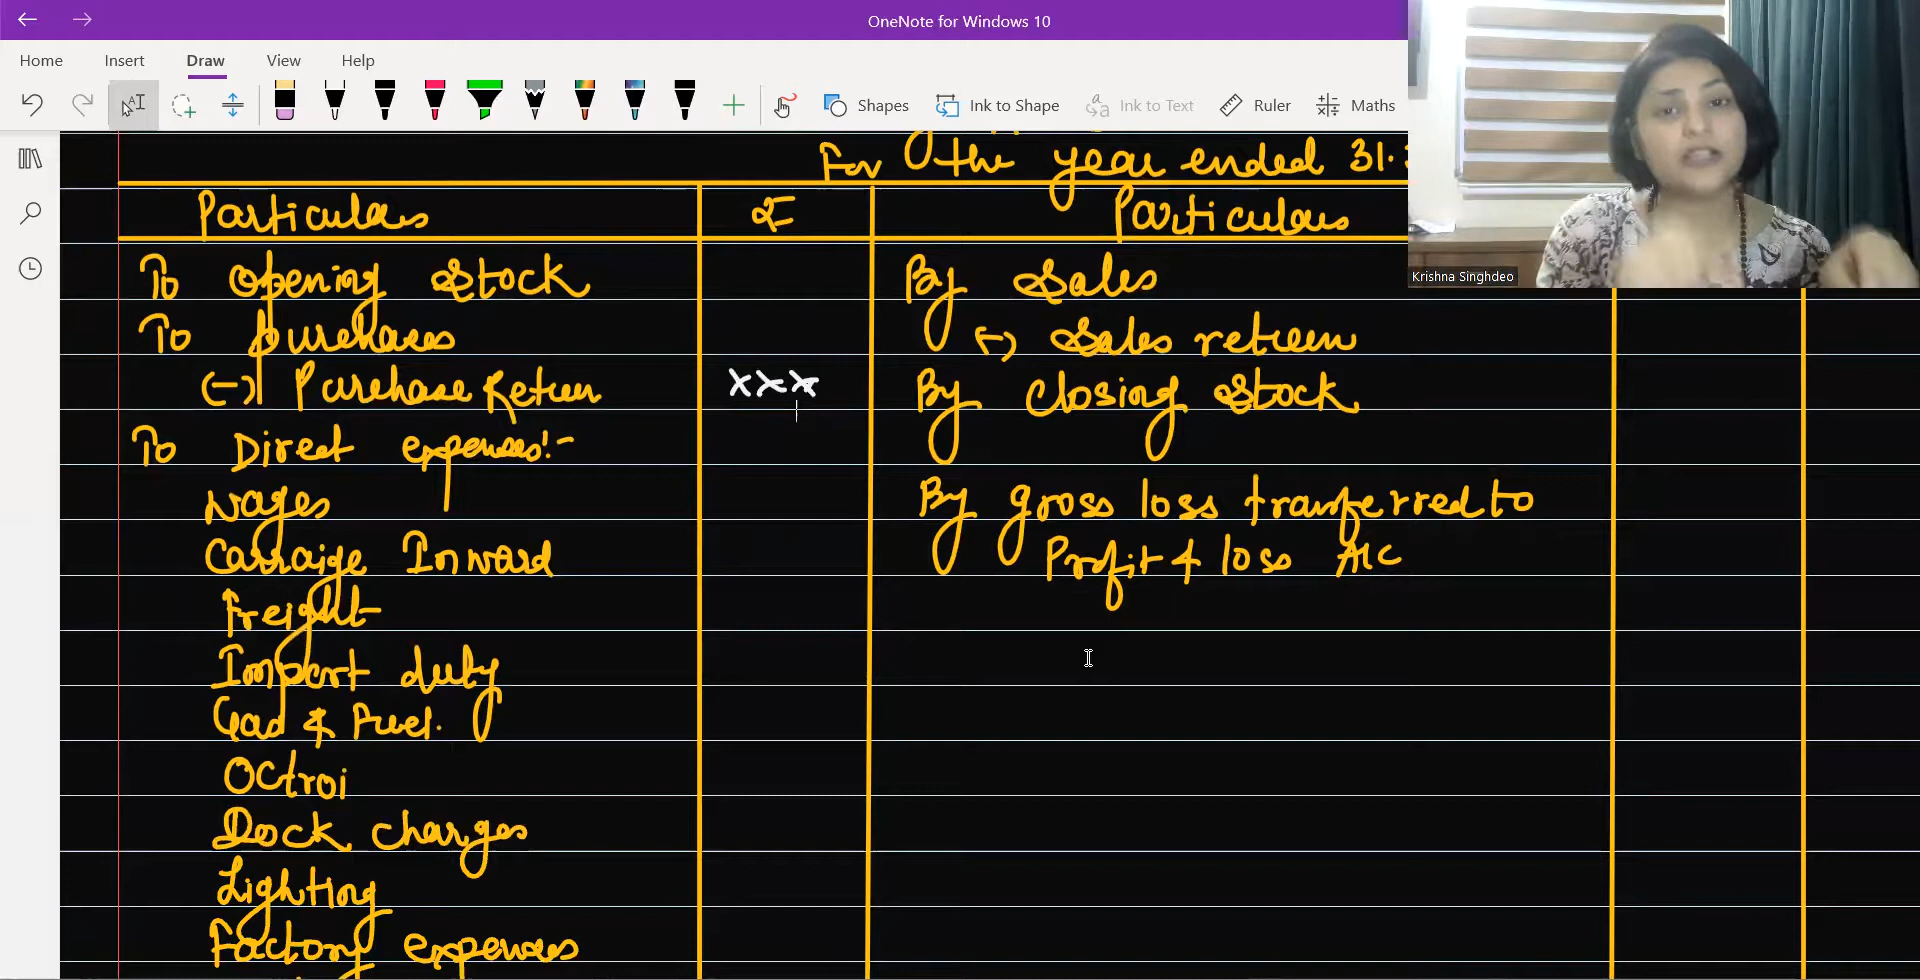 OneNote for Windows 10
Home Insert Draw View Help
Shapes Ink to Shape Ink to Text Ruler Maths
For the year ended 31.
Krishna Singhdeo
Particulars ₹ Particulars
To Opening Stock
To purchases
(-) Purchase Return xxx
To Direct expenses:-
Wages
Carraige Inward
Freight
Import duty
Gas & Fuel.
Octroi
Dock charges
Lighting
Factory expenses
By Sales
(-) Sales return
By Closing Stock
By gross loss tranferred to
Profit & loss A/C